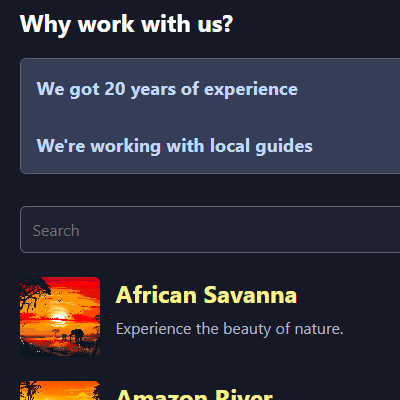 Why work with us?
We got 20 years of experience
We're working with local guides
Search
African Savanna
Experience the beauty of nature.
Amazon River